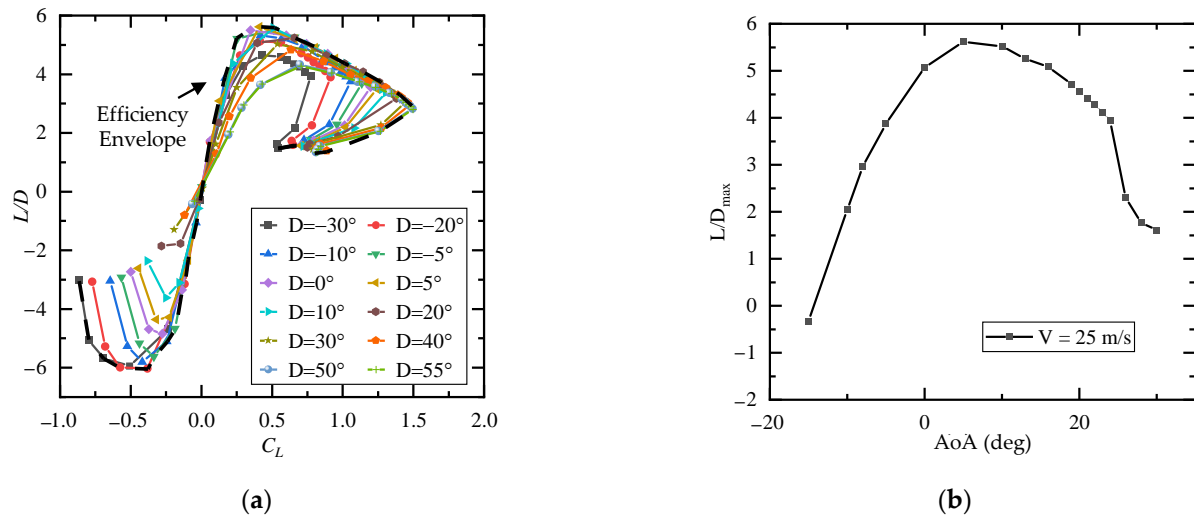 6
4
2
0
−2
−4
−6
L/D
Efficiency
Envelope
D=−30° D=−20°
D=−10° D=−5°
D=0° D=5°
D=10° D=20°
D=30° D=40°
D=50° D=55°
−1.0 −0.5 0.0 0.5 1.0 1.5 2.0
C_L
(a)
6
5
4
3
2
1
0
−1
−2
L/D_max
V = 25 m/s
−20 0 20
AoA (deg)
(b)